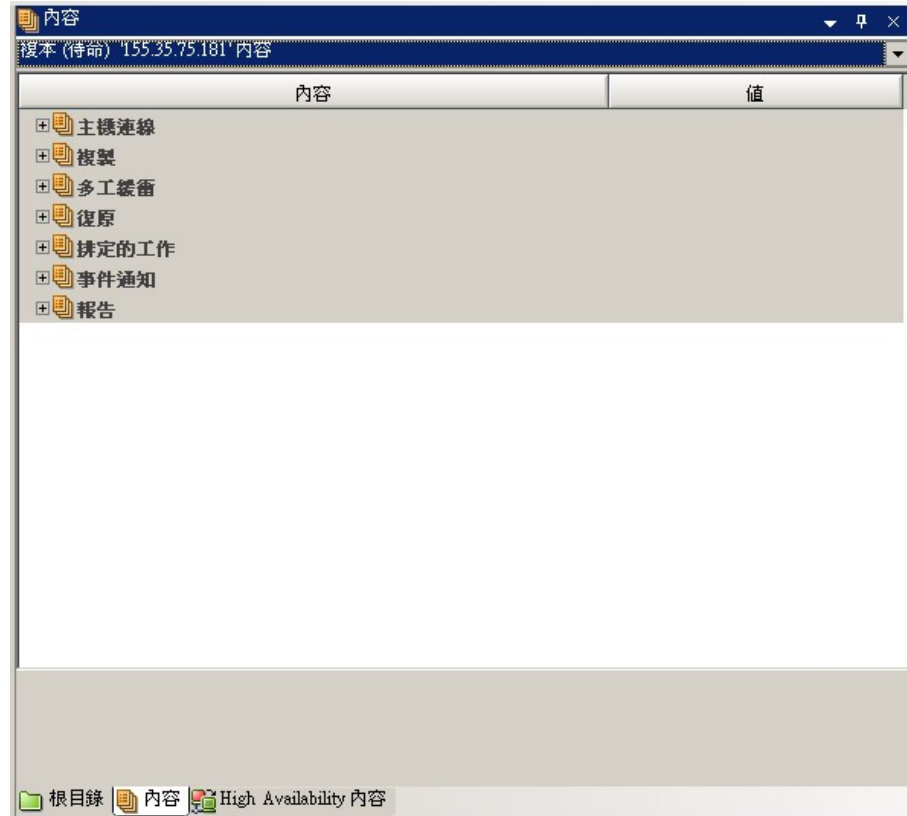 內容
複本 (待命) '155.35.75.181' 內容
內容 值
主機連線
複製
多工緩衝
復原
排定的工作
事件通知
報告
根目錄 內容 High Availability 內容